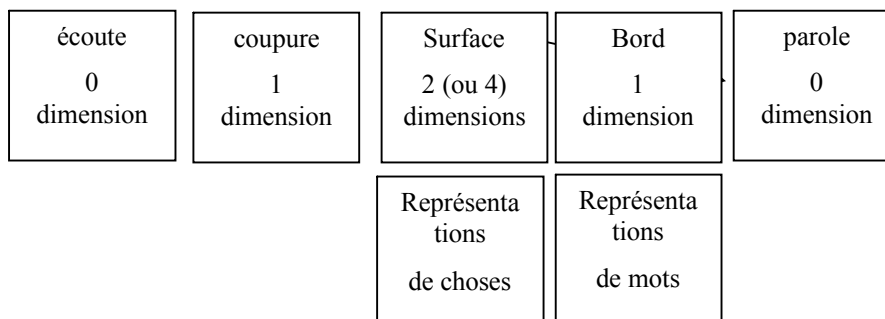 écoute
0
dimension
coupure
1
dimension
Surface
2 (ou 4)
dimensions
Bord
1
dimension
parole
0
dimension
Représenta
tions
de choses
Représenta
tions
de mots